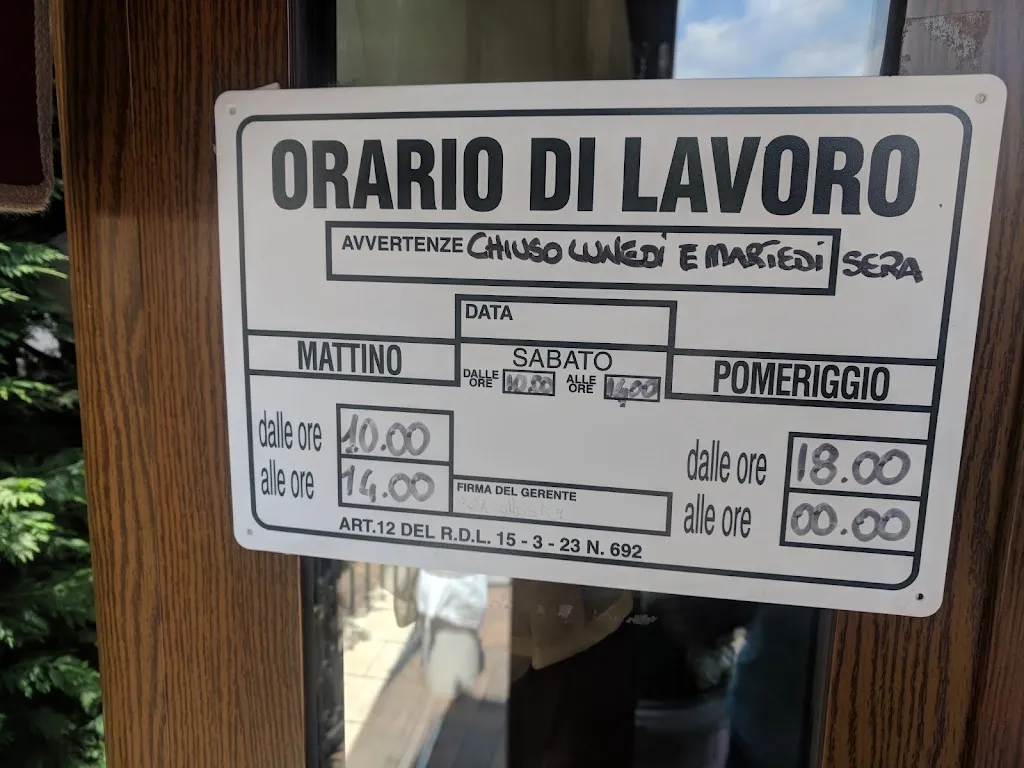 ORARIO DI LAVORO
AVVERTENZE CHIUSO LUNEDÌ E MARTEDÌ SERA
DATA
MATTINO
SABATO
DALLE ORE 10.00 ALLE ORE 14.00
POMERIGGIO
dalle ore 10.00
alle ore 14.00
dalle ore 18.00
alle ore 00.00
FIRMA DEL GERENTE
ART.12 DEL R.D.L. 15 - 3 - 23 N. 692